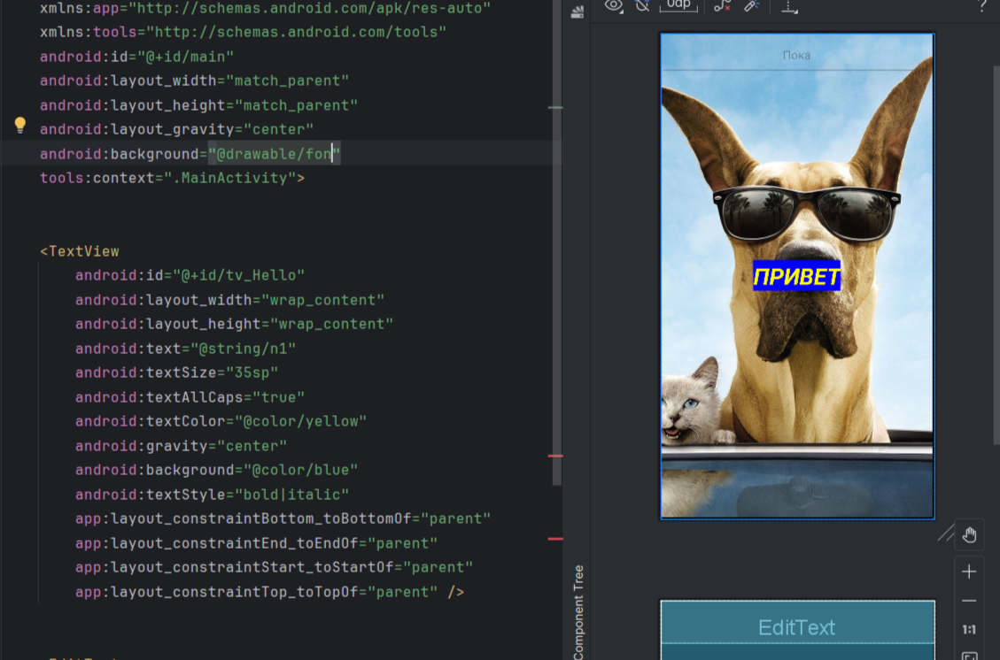 xmlns:app="http://schemas.android.com/apk/res-auto"
xmlns:tools="http://schemas.android.com/tools"
android:id="@+id/main"
android:layout_width="match_parent"
android:layout_height="match_parent"
android:layout_gravity="center"
android:background="@drawable/fon"
tools:context=".MainActivity">
<TextView
android:id="@+id/tv_Hello"
android:layout_width="wrap_content"
android:layout_height="wrap_content"
android:text="@string/n1"
android:textSize="35sp"
android:textAllCaps="true"
android:textColor="@color/yellow"
android:gravity="center"
android:background="@color/blue"
android:textStyle="bold|italic"
app:layout_constraintBottom_toBottomOf="parent"
app:layout_constraintEnd_toEndOf="parent"
app:layout_constraintStart_toStartOf="parent"
app:layout_constraintTop_toTopOf="parent" />
Component Tree
0dp
?
Пока
ПРИВЕТ
EditText
1:1